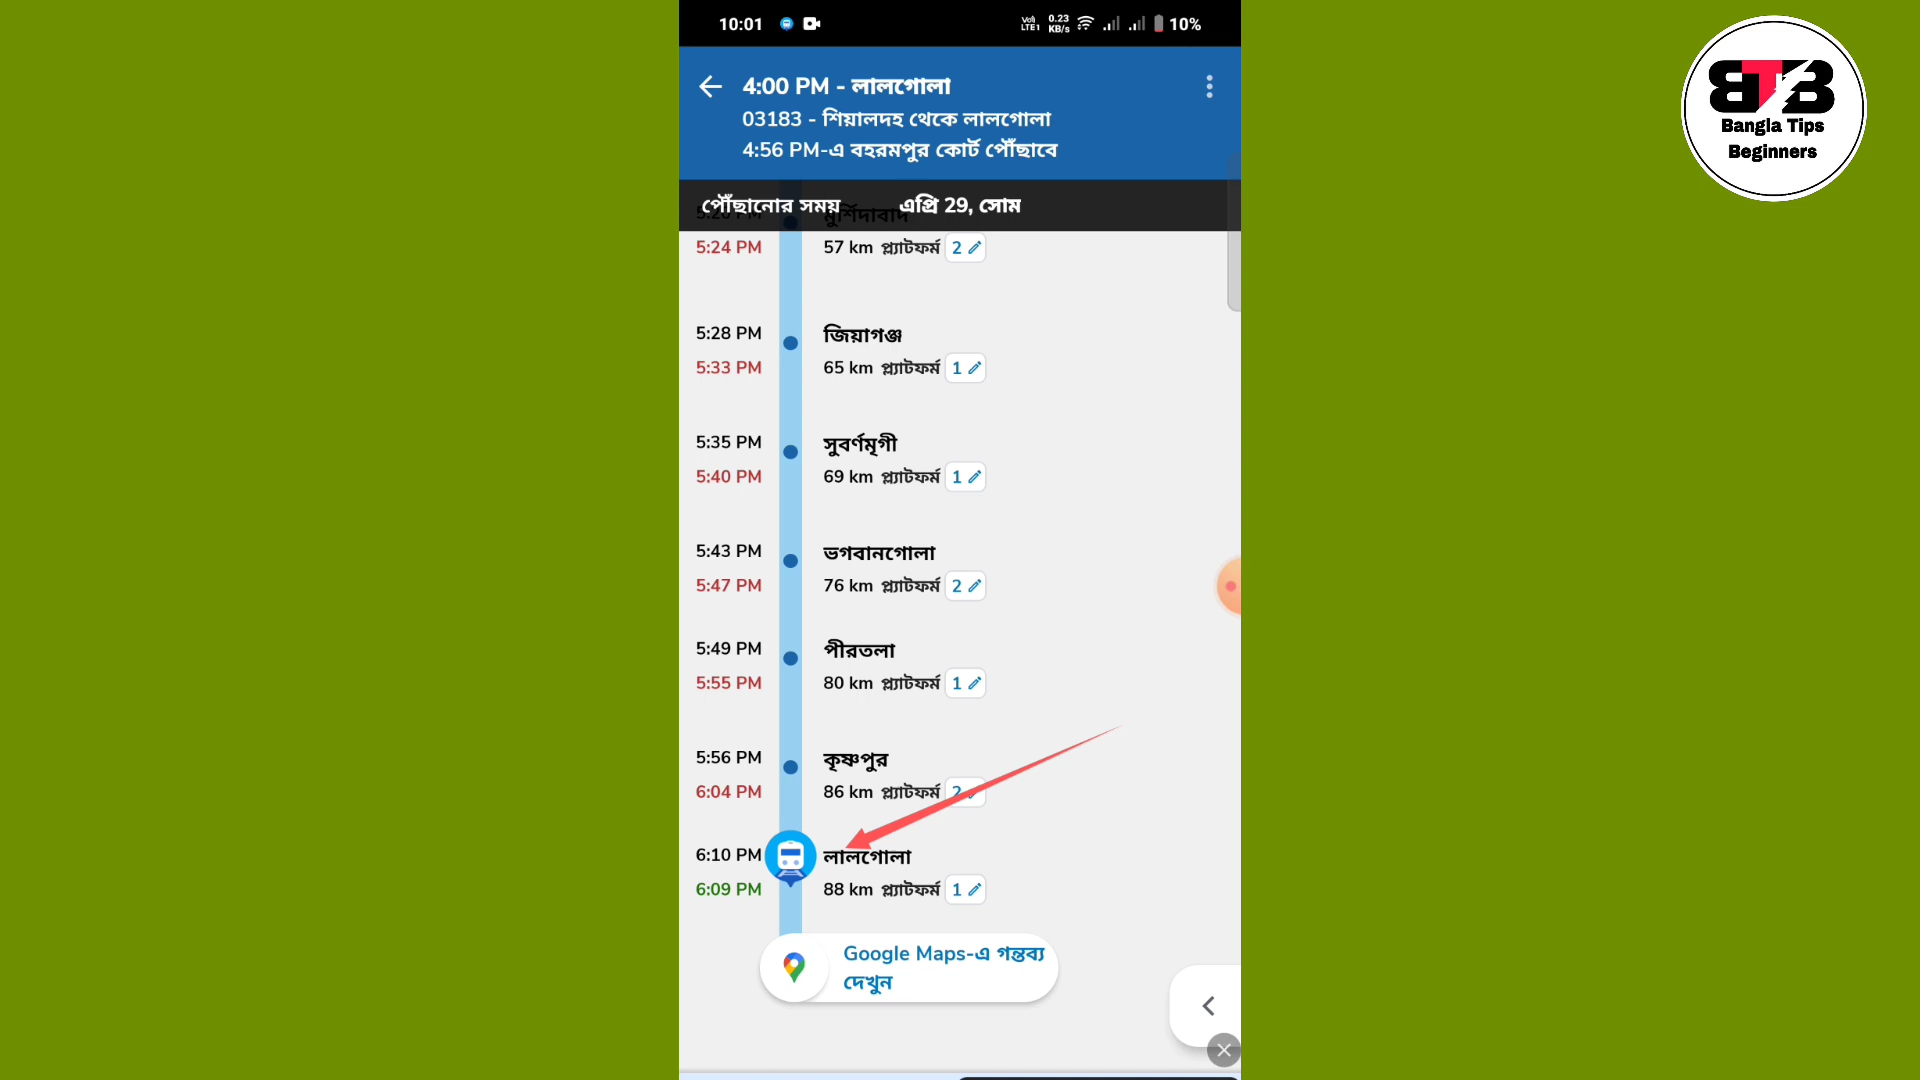 10:01 VoLTE1 0.23 KB/s 10%
4:00 PM - লালগোলা
03183 - শিয়ালদহ থেকে লালগোলা
4:56 PM-এ বহরমপুর কোর্ট পৌঁছাবে
পৌঁছানোর সময় এপ্রি 29, সোম
মুর্শিদাবাদ
5:24 PM 57 km প্ল্যাটফর্ম 2
5:28 PM জিয়াগঞ্জ
5:33 PM 65 km প্ল্যাটফর্ম 1
5:35 PM সুবর্ণমৃগী
5:40 PM 69 km প্ল্যাটফর্ম 1
5:43 PM ভগবানগোলা
5:47 PM 76 km প্ল্যাটফর্ম 2
5:49 PM পীরতলা
5:55 PM 80 km প্ল্যাটফর্ম 1
5:56 PM কৃষ্ণপুর
6:04 PM 86 km প্ল্যাটফর্ম 2
6:10 PM লালগোলা
6:09 PM 88 km প্ল্যাটফর্ম 1
Google Maps-এ গন্তব্য
দেখুন
BTB
Bangla Tips
Beginners